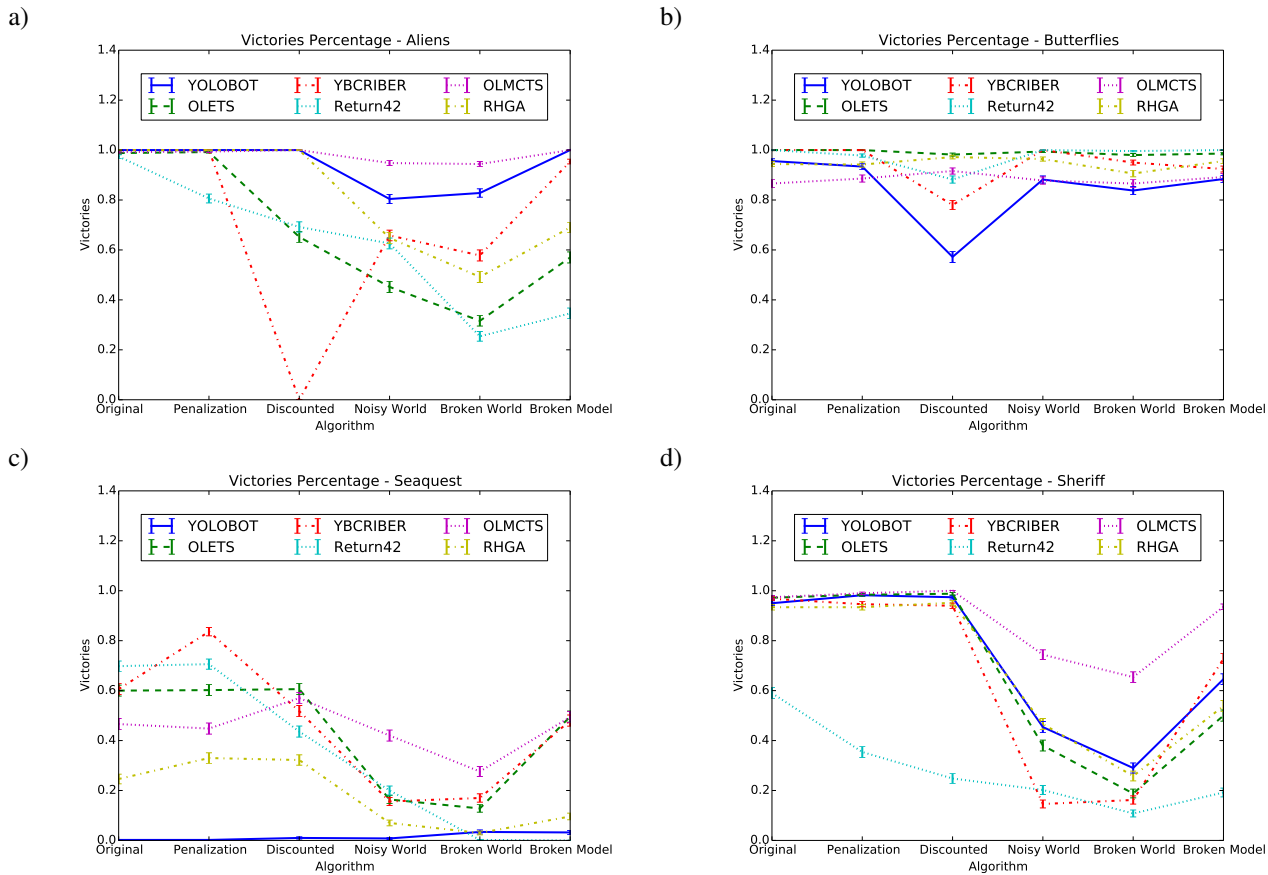 a)
Victories Percentage - Aliens
1.4
1.2
1.0
0.8
0.6
0.4
0.2
0.0
Victories
YOLOBOT
OLETS
YBCRIBER
Return42
OLMCTS
RHGA
Original
Penalization
Discounted
Noisy World
Broken World
Broken Model
Algorithm
b)
Victories Percentage - Butterflies
1.4
1.2
1.0
0.8
0.6
0.4
0.2
0.0
Victories
YOLOBOT
OLETS
YBCRIBER
Return42
OLMCTS
RHGA
Original
Penalization
Discounted
Noisy World
Broken World
Broken Model
Algorithm
c)
Victories Percentage - Seaquest
1.4
1.2
1.0
0.8
0.6
0.4
0.2
0.0
Victories
YOLOBOT
OLETS
YBCRIBER
Return42
OLMCTS
RHGA
Original
Penalization
Discounted
Noisy World
Broken World
Broken Model
Algorithm
d)
Victories Percentage - Sheriff
1.4
1.2
1.0
0.8
0.6
0.4
0.2
0.0
Victories
YOLOBOT
OLETS
YBCRIBER
Return42
OLMCTS
RHGA
Original
Penalization
Discounted
Noisy World
Broken World
Broken Model
Algorithm